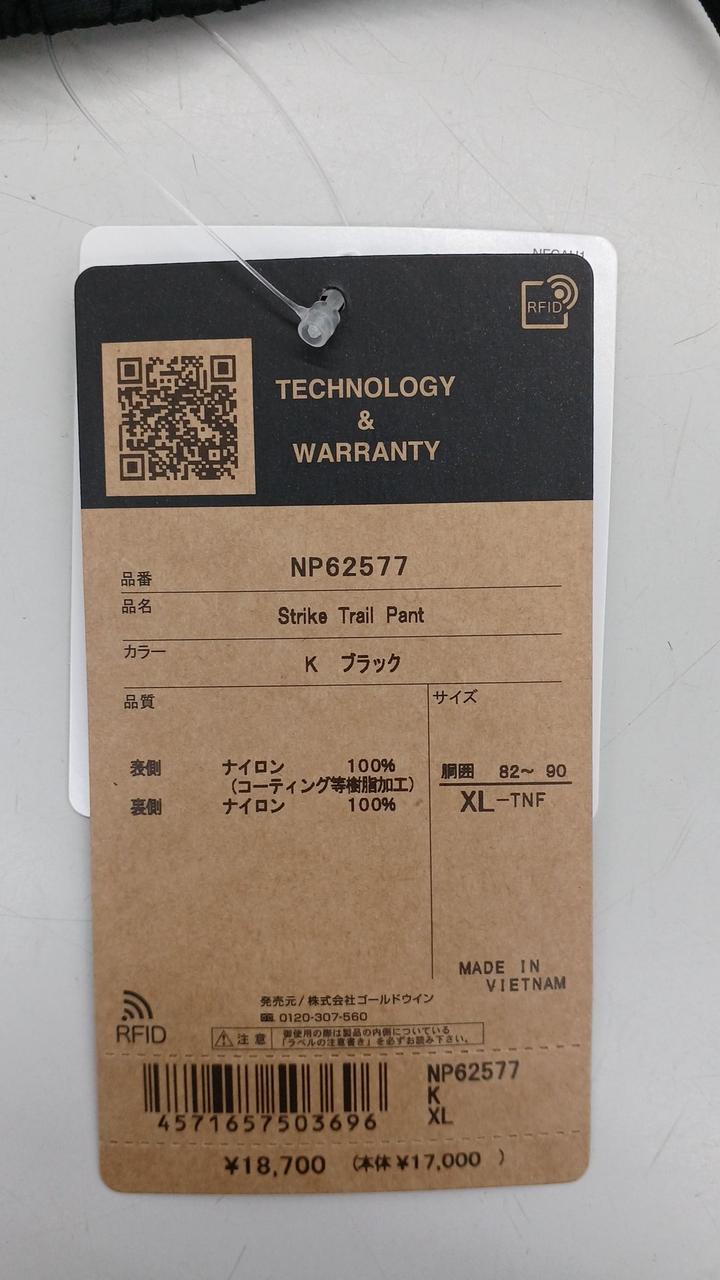 RFID
TECHNOLOGY
&
WARRANTY
品番 NP62577
品名 Strike Trail Pant
カラー K ブラック
品質
サイズ
表側 ナイロン 100%
（コーティング等樹脂加工）
裏側 ナイロン 100%
胴囲 82～ 90
XL-TNF
MADE IN
VIETNAM
発売元/株式会社ゴールドウイン
0120-307-560
RFID
注意 御使用の際は製品の内側についている
「ラベルの注意書き」を必ずお読み下さい。
4571657503696
NP62577
K
XL
¥18,700 （本体¥17,000 ）